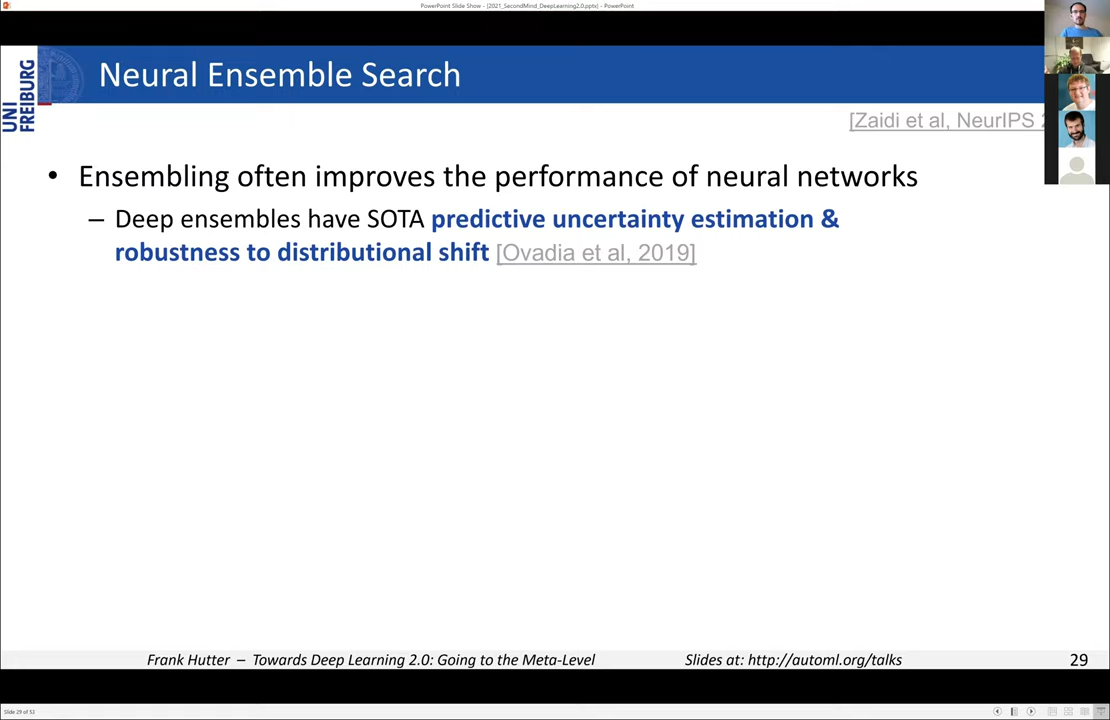 PowerPoint Slide Show - [2021_SecondMind_DeepLearning2.0.pptx] - PowerPoint
UNI
FREIBURG
Neural Ensemble Search
[Zaidi et al, NeurIPS
• Ensembling often improves the performance of neural networks
– Deep ensembles have SOTA predictive uncertainty estimation &
robustness to distributional shift [Ovadia et al, 2019]
Frank Hutter – Towards Deep Learning 2.0: Going to the Meta-Level
Slides at: http://automl.org/talks
29
Slide 29 of 52